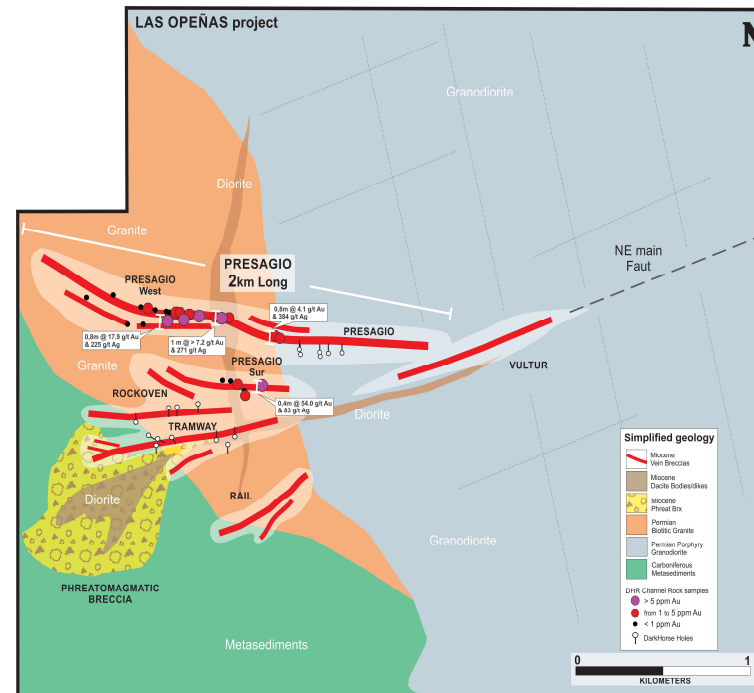 LAS OPEÑAS project
N
Granodiorite
Diorite
Granite
NE main
Faut
PRESAGIO
2km Long
PRESAGIO
West
0,8m @ 4.1 g/t Au
& 384 g/t Ag
PRESAGIO
0,8m @ 17.9 g/t Au
& 225 g/t Ag
1 m @ > 7.2 g/t Au
& 271 g/t Ag
VULTUR
Granite
PRESAGIO
Sur
ROCKOVEN
0,4m @ 54.0 g/t Au
& 83 g/t Ag
Diorite
TRAMWAY
RAIL
Diorite
Granodiorite
PHREATOMAGMATIC
BRECCIA
Metasediments
Simplified geology
Miocene
Vein Breccias
Miocene
Dacite Bodies/dikes
Miocene
Phreat Brx
Permian
Biotitic Granite
Permian Porphyry
Granodiorite
Carboniferous
Metasediments
DHR Channel Rock samples
> 5 ppm Au
from 1 to 5 ppm Au
< 1 ppm Au
DarkHorse Holes
0 1
KILOMETERS